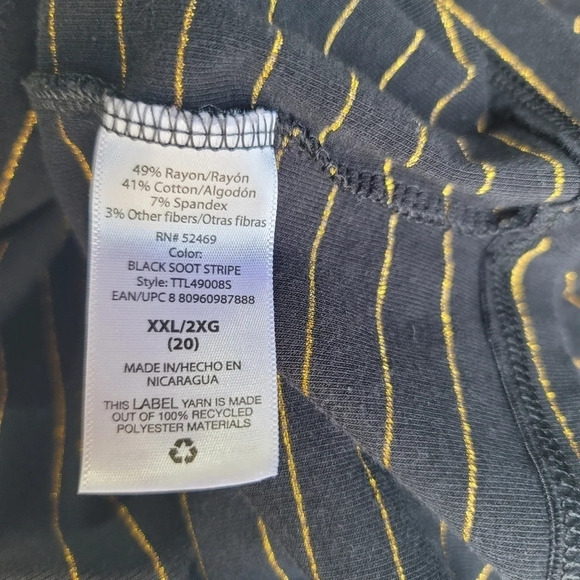 49% Rayon/Rayón
41% Cotton/Algodón
7% Spandex
3% Other fibers/Otras fibras
RN# 52469
Color:
BLACK SOOT STRIPE
Style: TTL49008S
EAN/UPC 8 80960987888
XXL/2XG
(20)
MADE IN/HECHO EN
NICARAGUA
THIS LABEL YARN IS MADE
OUT OF 100% RECYCLED
POLYESTER MATERIALS